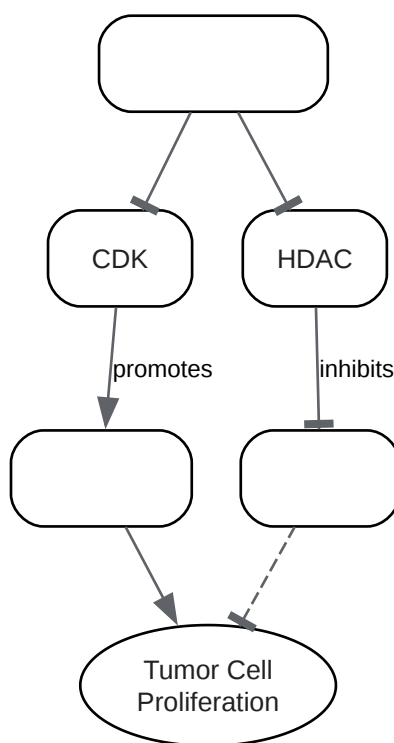 CDK
HDAC
promotes
inhibits
Tumor Cell
Proliferation